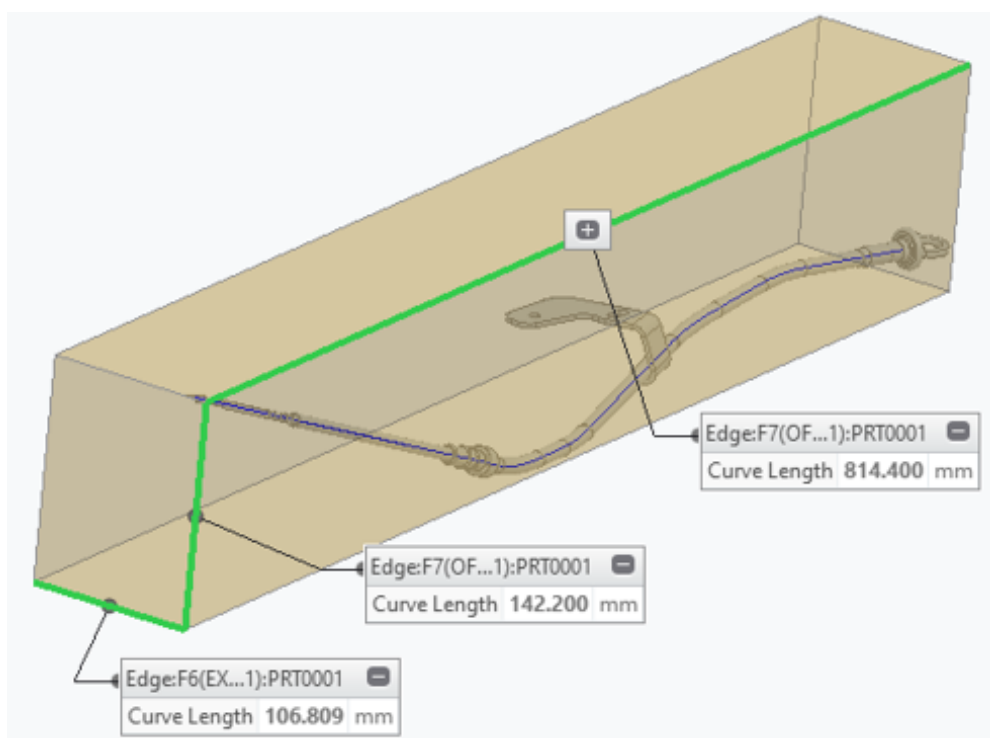 Edge:F7(OF...1):PRT0001
Curve Length 814.400 mm
Edge:F7(OF...1):PRT0001
Curve Length 142.200 mm
Edge:F6(EX...1):PRT0001
Curve Length 106.809 mm